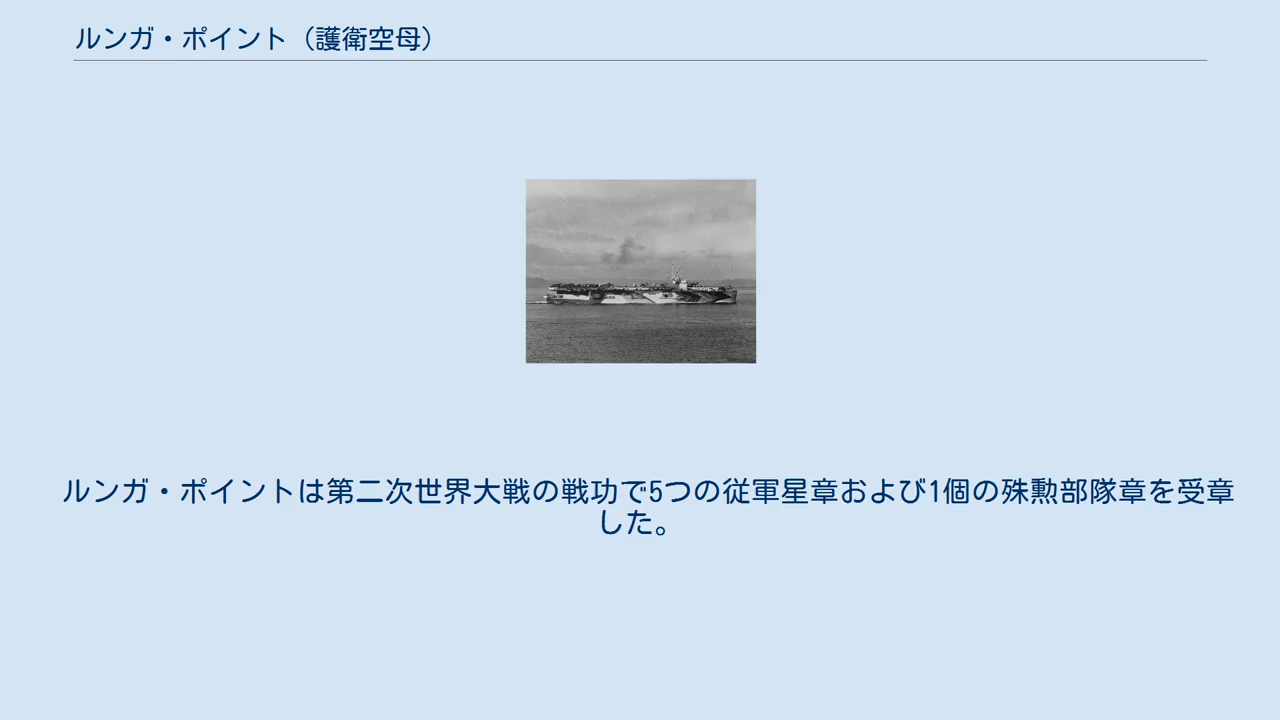 ルンガ・ポイント（護衛空母）
ルンガ・ポイントは第二次世界大戦の戦功で5つの従軍星章および1個の殊勲部隊章を受章
した。